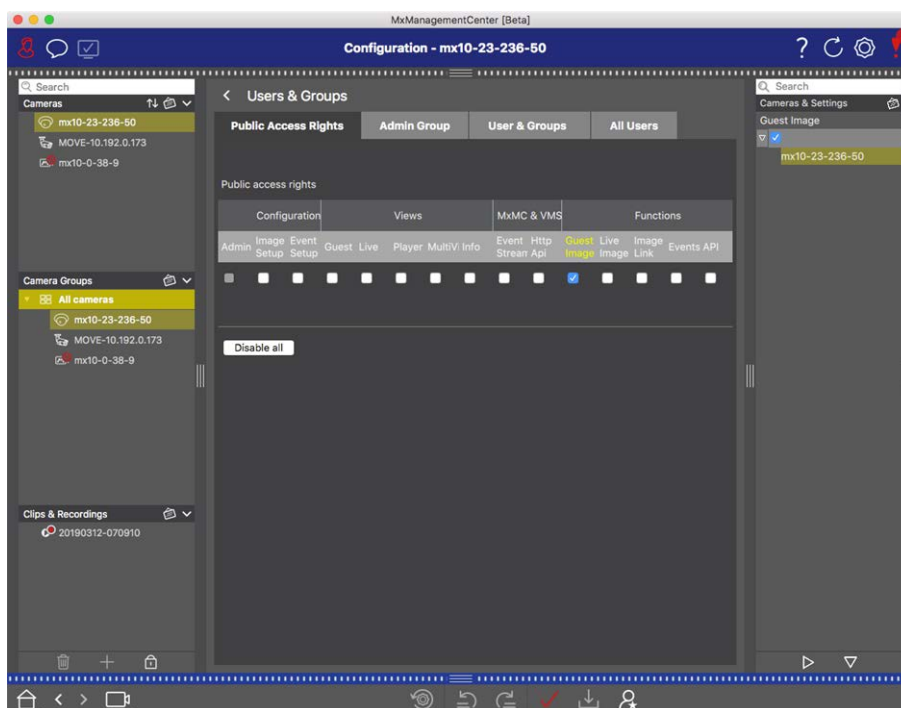 MxManagementCenter [Beta]
Configuration - mx10-23-236-50
Search
Cameras
mx10-23-236-50
MOVE-10.192.0.173
mx10-0-38-9
Camera Groups
All cameras
mx10-23-236-50
MOVE-10.192.0.173
mx10-0-38-9
Clips & Recordings
20190312-070910
Users & Groups
Public Access Rights Admin Group User & Groups All Users
Public access rights
Configuration Views MxMC & VMS Functions
Admin Image Setup Event Setup Guest Live Player MultiVi Info Event Stream Http Api Guest Image Live Image Image Link Events API
Disable all
Search
Cameras & Settings
Guest Image
mx10-23-236-50